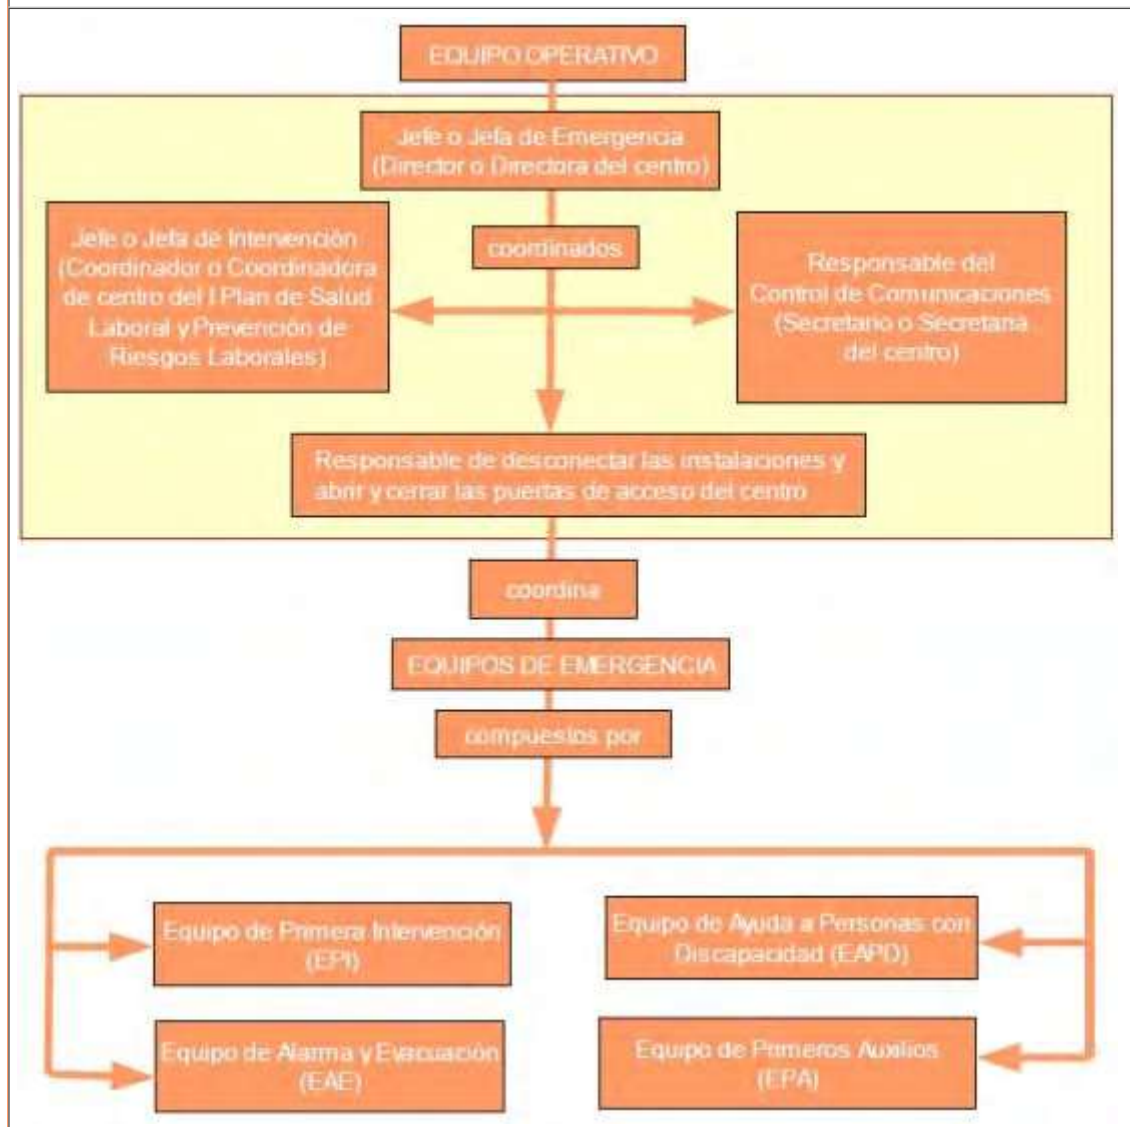 EQUIPO OPERATIVO
Jefe o Jefa de Emergencia
(Director o Directora del centro)
Jefe o Jefa de Intervención
(Coordinador o Coordinadora
de centro del I Plan de Salud
Laboral y Prevención de
Riesgos Laborales)
coordinados
Responsable del
Control de Comunicaciones
(Secretario o Secretaria
del centro)
Responsable de desconectar las instalaciones y
abrir y cerrar las puertas de acceso del centro
coordina
EQUIPOS DE EMERGENCIA
compuestos por
Equipo de Primera Intervención
(EPI)
Equipo de Ayuda a Personas con
Discapacidad (EAPD)
Equipo de Alarma y Evacuación
(EAE)
Equipo de Primeros Auxilios
(EPA)